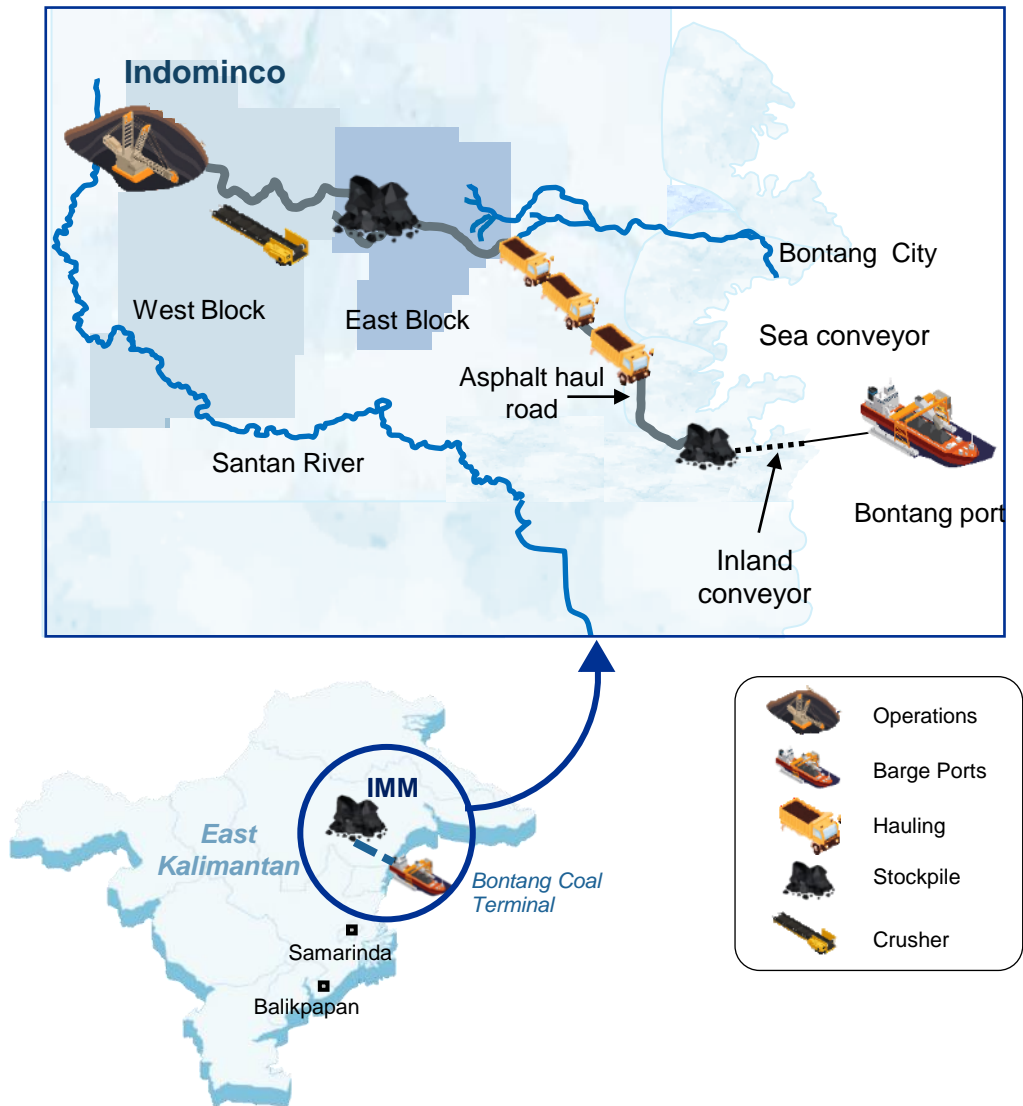 Indominco
Bontang City
West Block
East Block
Sea conveyor
Asphalt haul
road
Santan River
Bontang port
Inland
conveyor
IMM
East
Kalimantan
Bontang Coal
Terminal
Samarinda
Balikpapan
Operations
Barge Ports
Hauling
Stockpile
Crusher